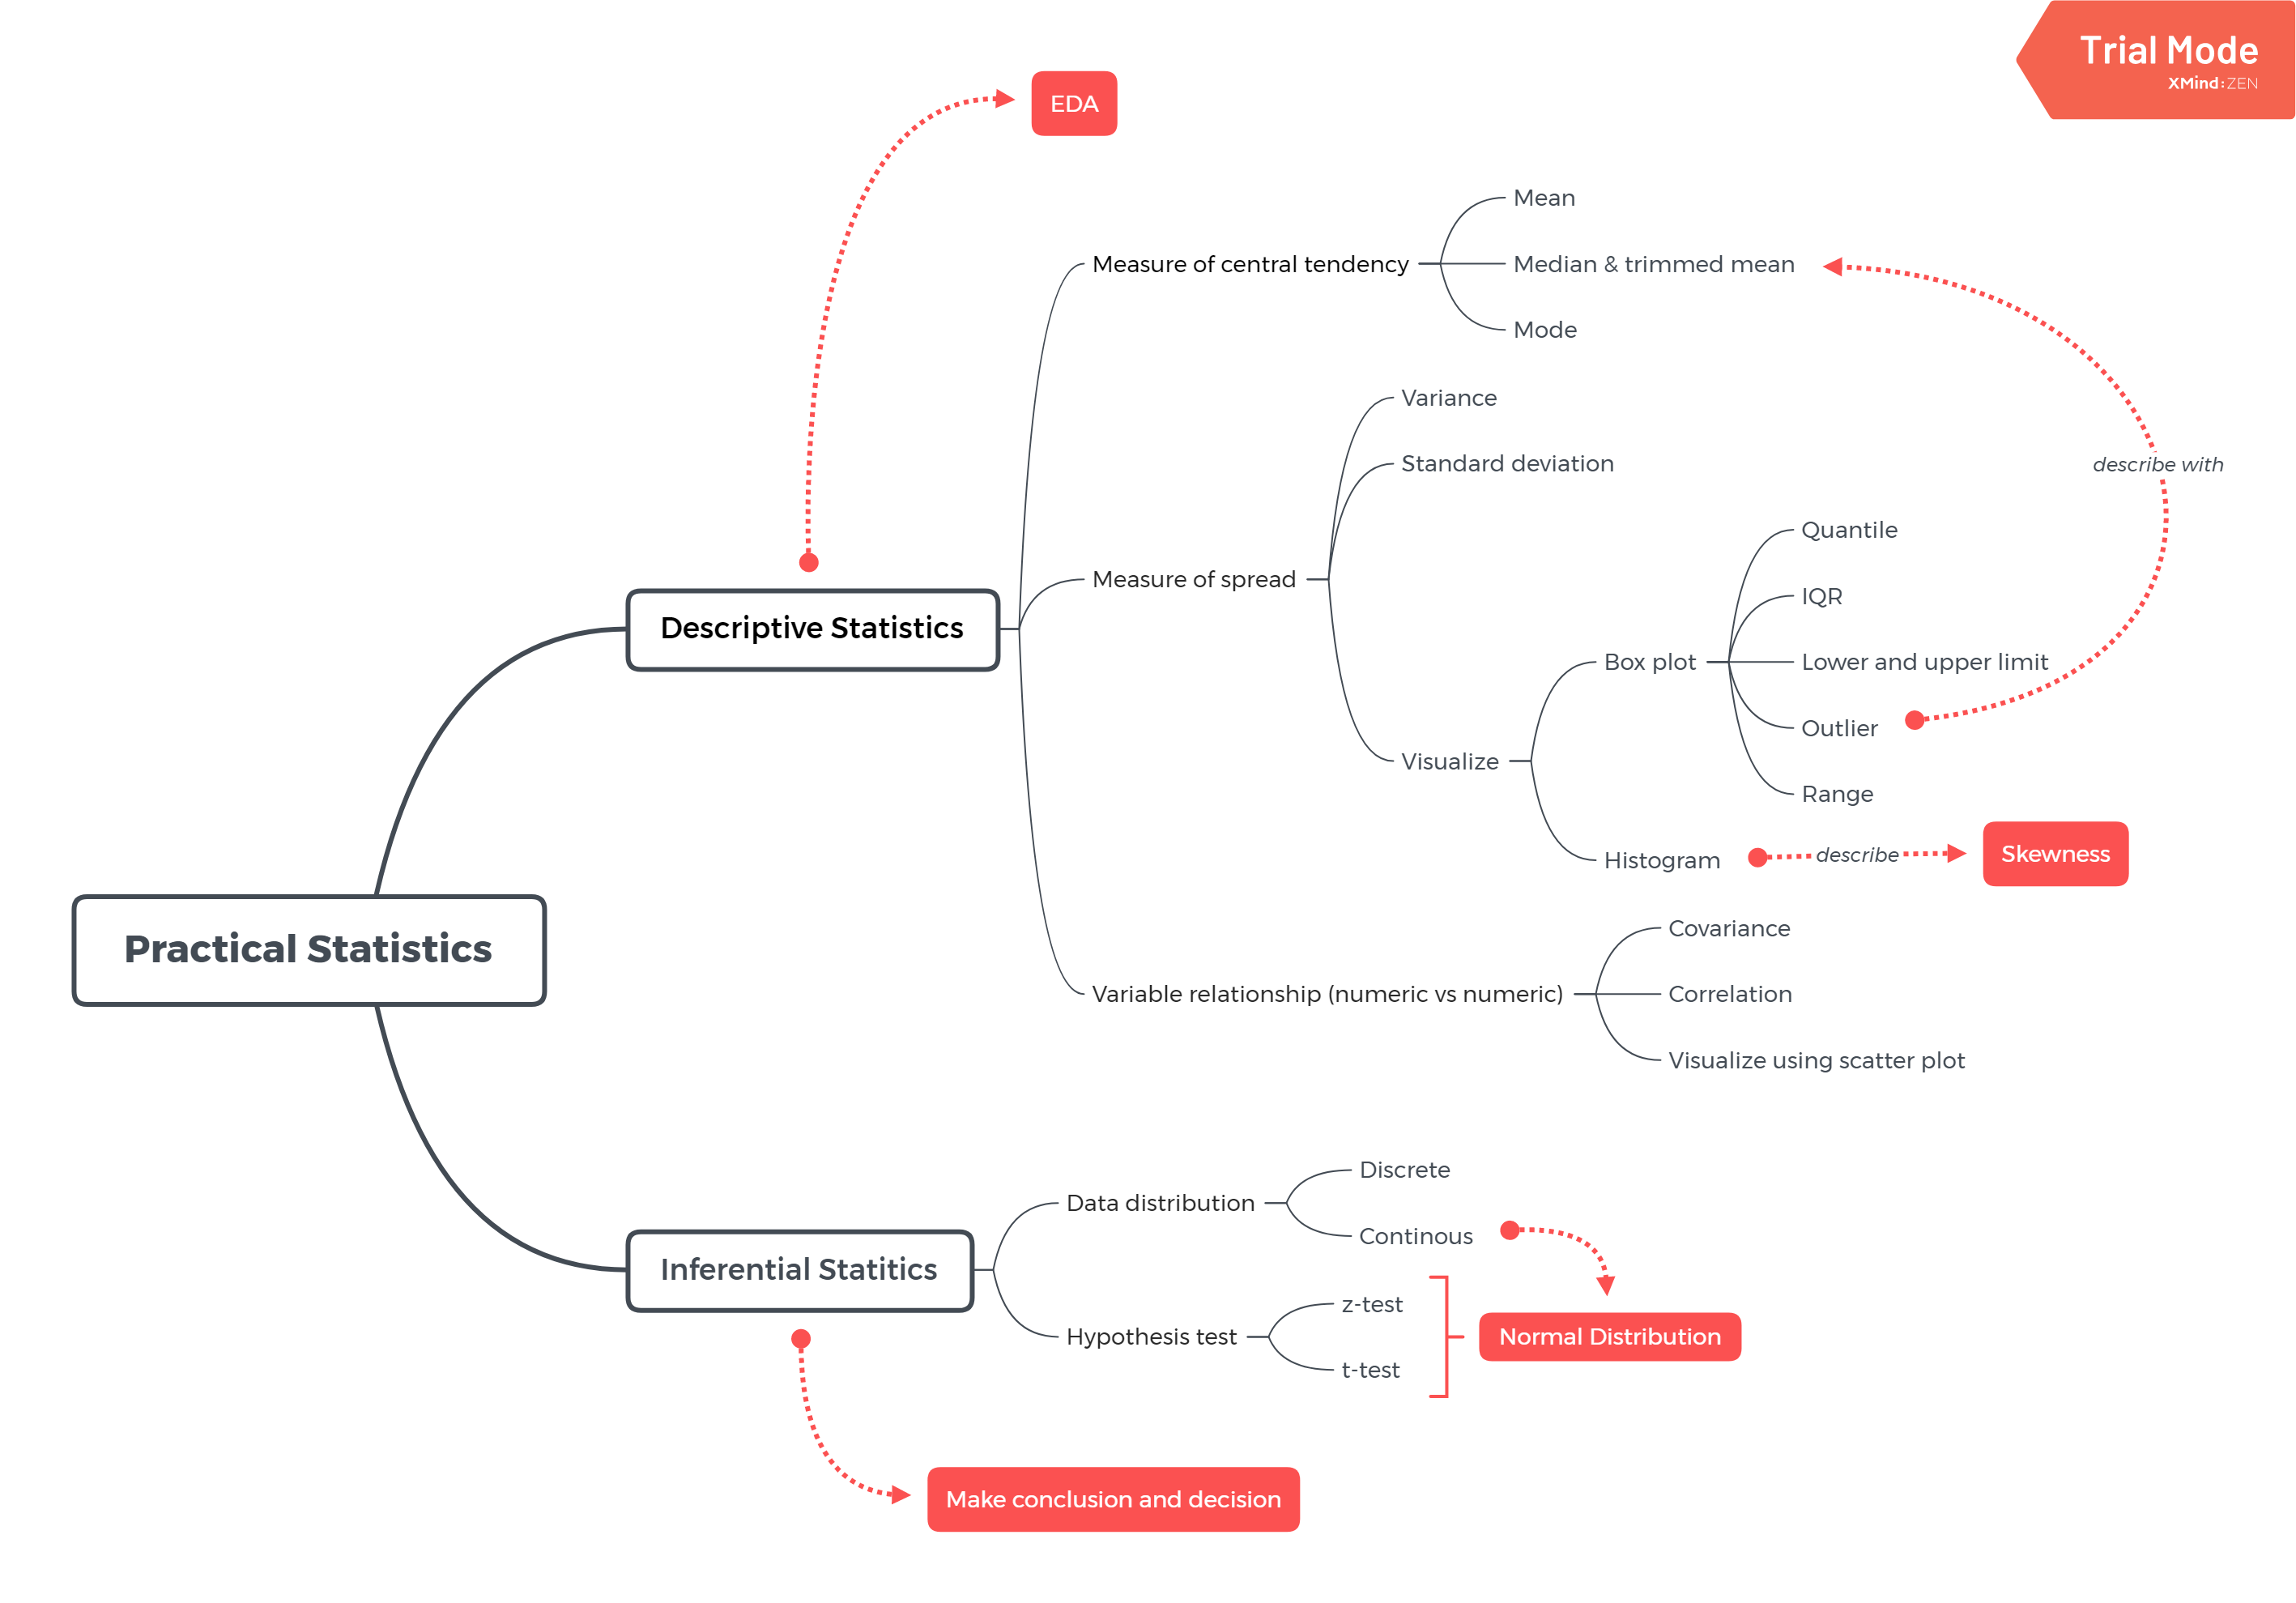 Trial Mode
XMind:ZEN
EDA
Mean
Measure of central tendency
Median & trimmed mean
Mode
Variance
Standard deviation
describe with
Quantile
Measure of spread
IQR
Descriptive Statistics
Box plot
Lower and upper limit
Outlier
Visualize
Range
Histogram
describe
Skewness
Practical Statistics
Covariance
Variable relationship (numeric vs numeric)
Correlation
Visualize using scatter plot
Discrete
Data distribution
Continous
Inferential Statitics
z-test
Hypothesis test
Normal Distribution
t-test
Make conclusion and decision